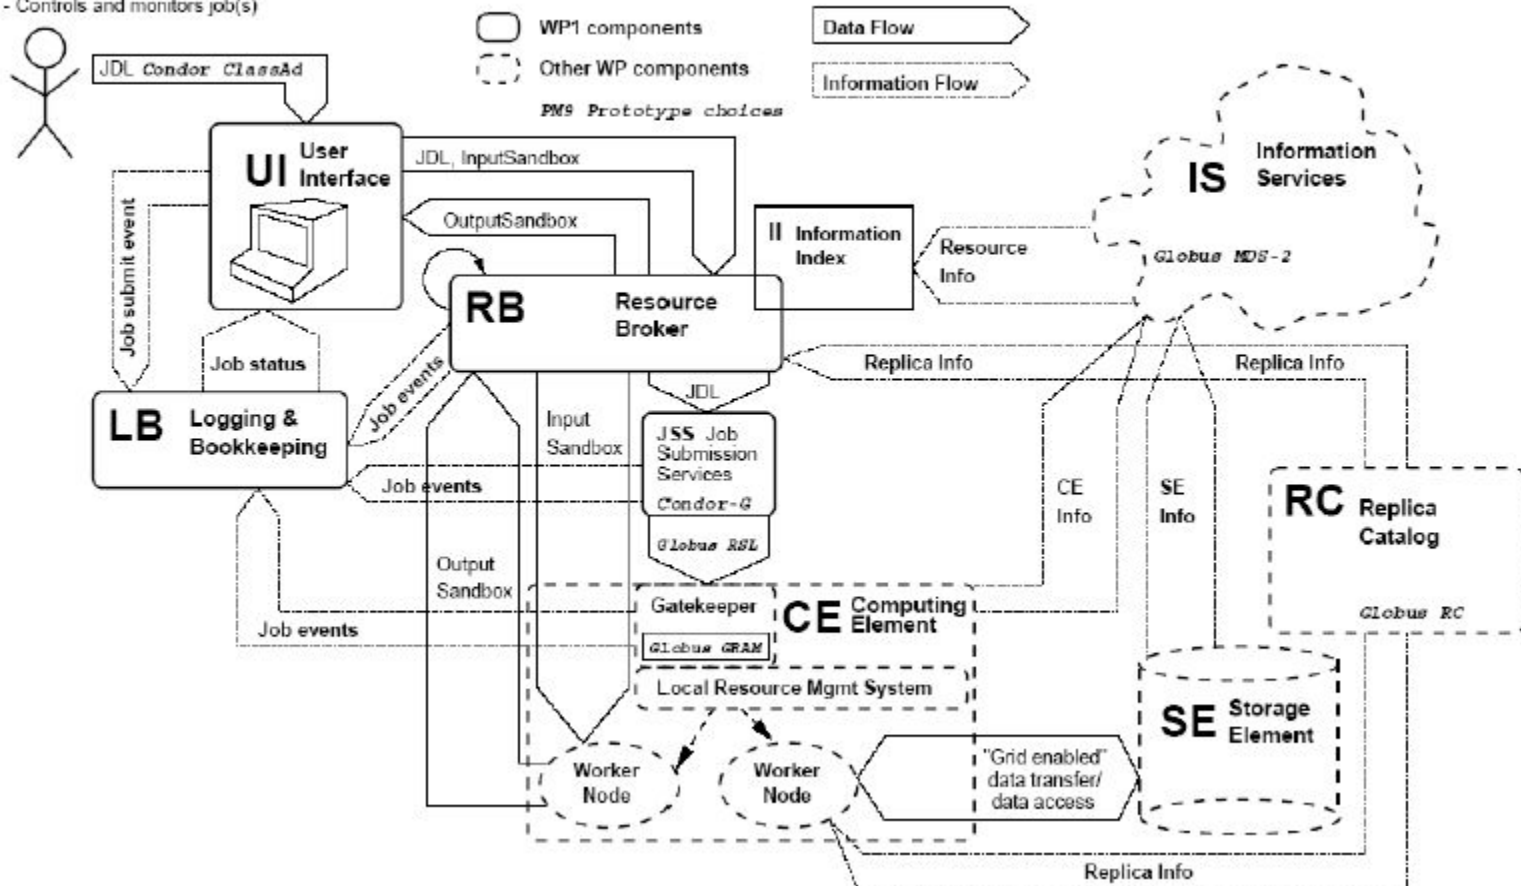 - Controls and monitors job(s)
JDL Condor ClassAd
WP1 components
Other WP components
PM9 Prototype choices
Data Flow
Information Flow
UI User
Interface
JDL, InputSandbox
OutputSandbox
II Information
Index
Resource
Info
IS Information
Services
Globus MDS-2
Job submit event
Job status
RB Resource
Broker
Job events
Replica Info
Replica Info
LB Logging &
Bookkeeping
Input
Sandbox
JDL
JSS Job
Submission
Services
Condor-G
Job events
Globus RSL
CE
Info
SE
Info
RC Replica
Catalog
Globus RC
Output
Sandbox
Job events
Gatekeeper
Globus GRAM
CE Computing
Element
Local Resource Mgmt System
Worker
Node
Worker
Node
"Grid enabled"
data transfer/
data access
SE Storage
Element
Replica Info